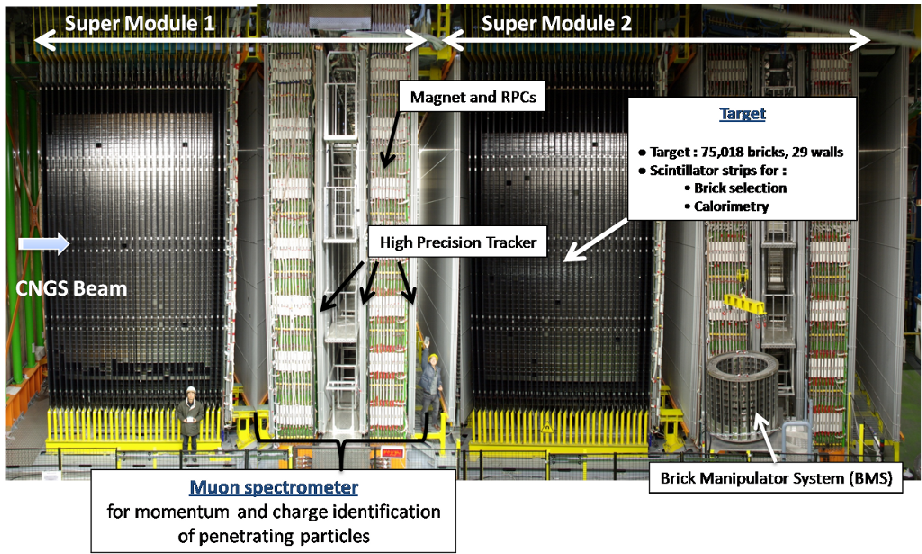 Super Module 1
Super Module 2
Magnet and RPCs
Target
• Target : 75,018 bricks, 29 walls
• Scintillator strips for :
• Brick selection
• Calorimetry
High Precision Tracker
CNGS Beam
Brick Manipulator System (BMS)
Muon spectrometer
for momentum and charge identification
of penetrating particles